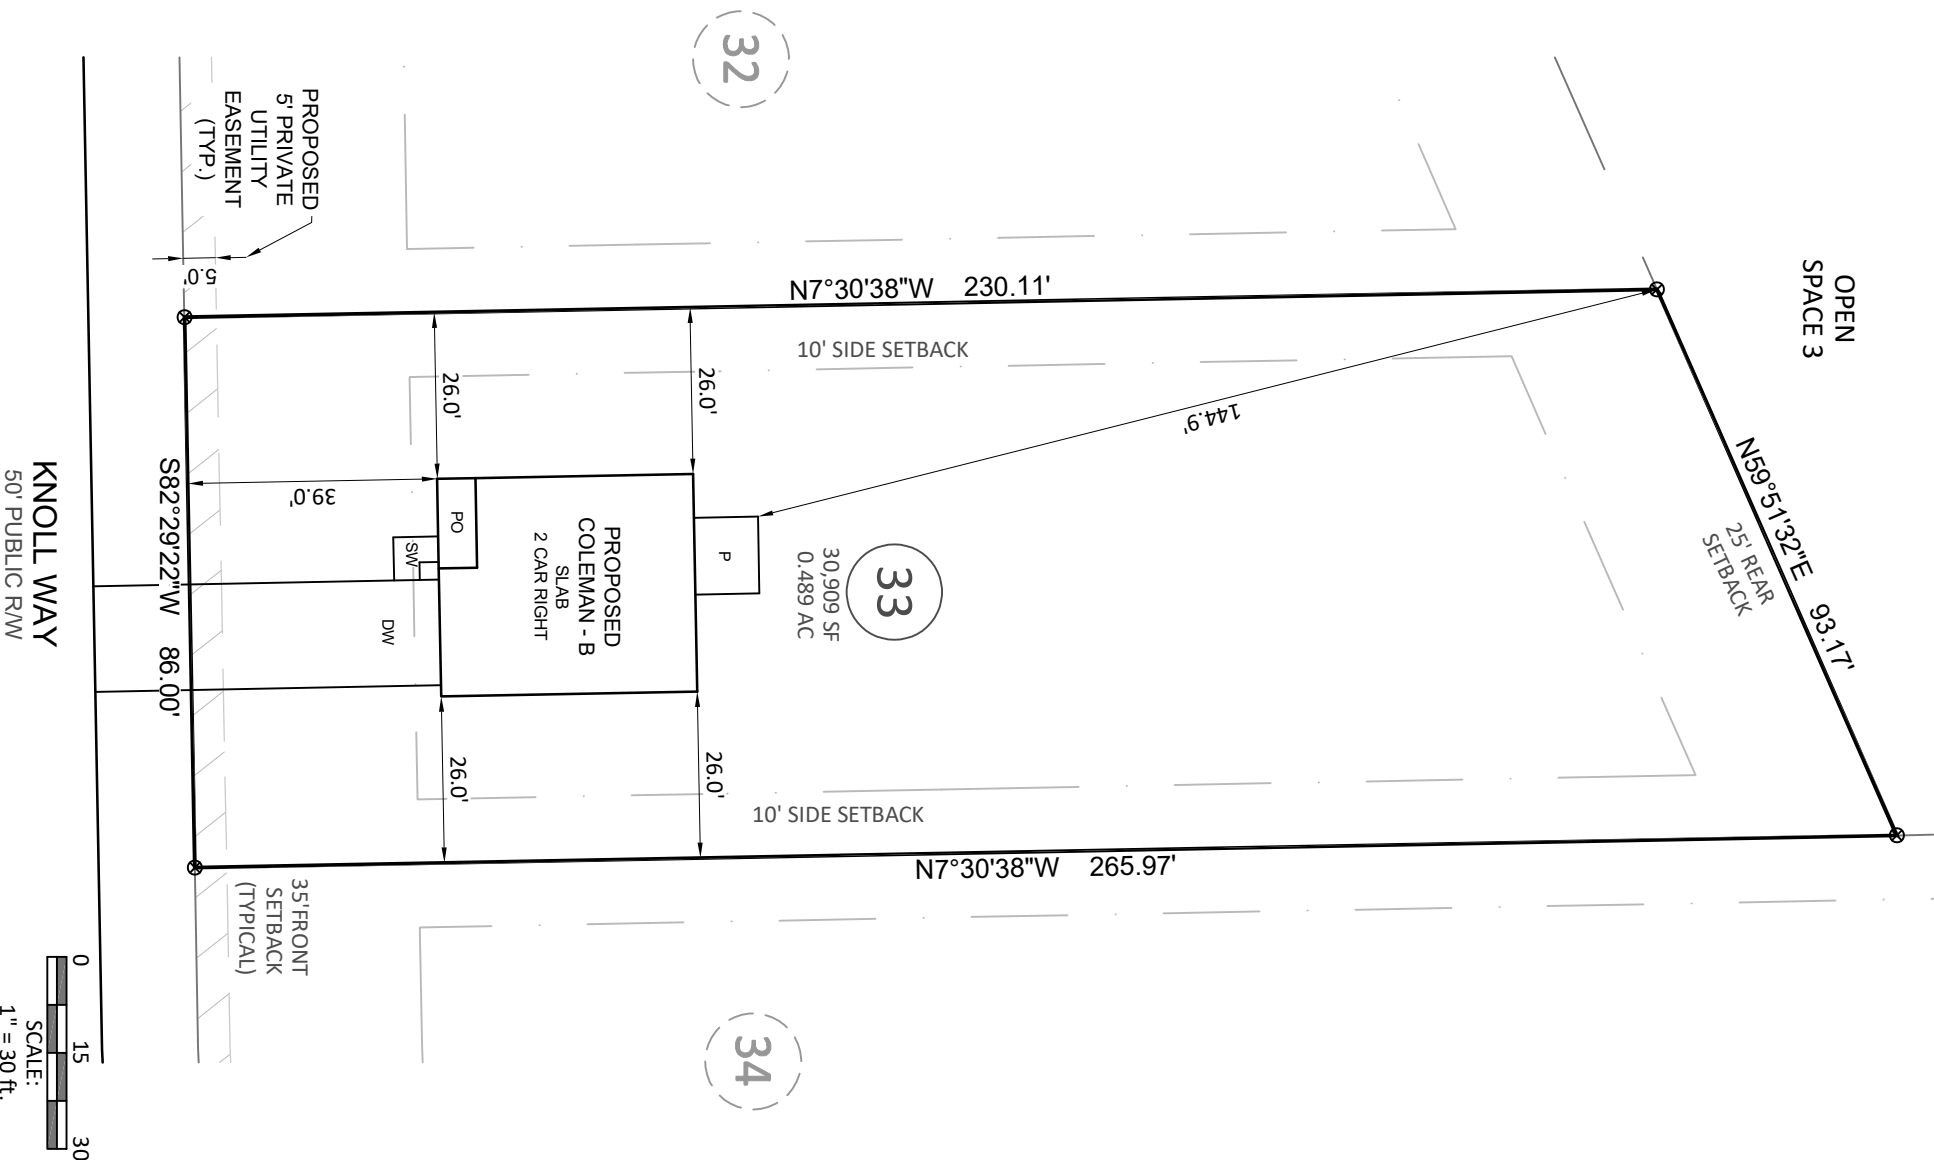 OPEN
SPACE 3
N59°51'32"E 93.17'
25' REAR
SETBACK
N7°30'38"W 230.11'
N7°30'38"W 265.97'
144.9'
10' SIDE SETBACK
10' SIDE SETBACK
32
33
30,909 SF
0.489 AC
34
P
26.0'
26.0'
26.0'
26.0'
PROPOSED
COLEMAN - B
SLAB
2 CAR RIGHT
PO
SW
DW
39.0'
PROPOSED
5' PRIVATE
UTILITY
EASEMENT
(TYP.)
5.0'
35'FRONT
SETBACK
(TYPICAL)
S82°29'22"W 86.00'
KNOLL WAY
50' PUBLIC R/W
0 15 30
SCALE:
1" = 30 ft.